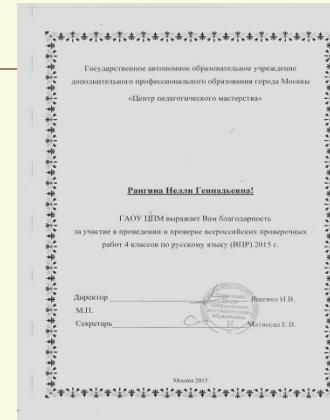 Государственное автономное образовательное учреждение
дополнительного профессионального образования города Москвы
«Центр педагогического мастерства»
Рангина Нелли Геннадьевна!
ГАОУ ЦПМ выражает Вам благодарность
за участие в проведении и проверке всероссийских проверочных
работ 4 классов по русскому языку (ВПР) 2015 г.
Директор Ященко И.В.
М.П.
Секретарь Матвеева Е.В.
Москва 2015